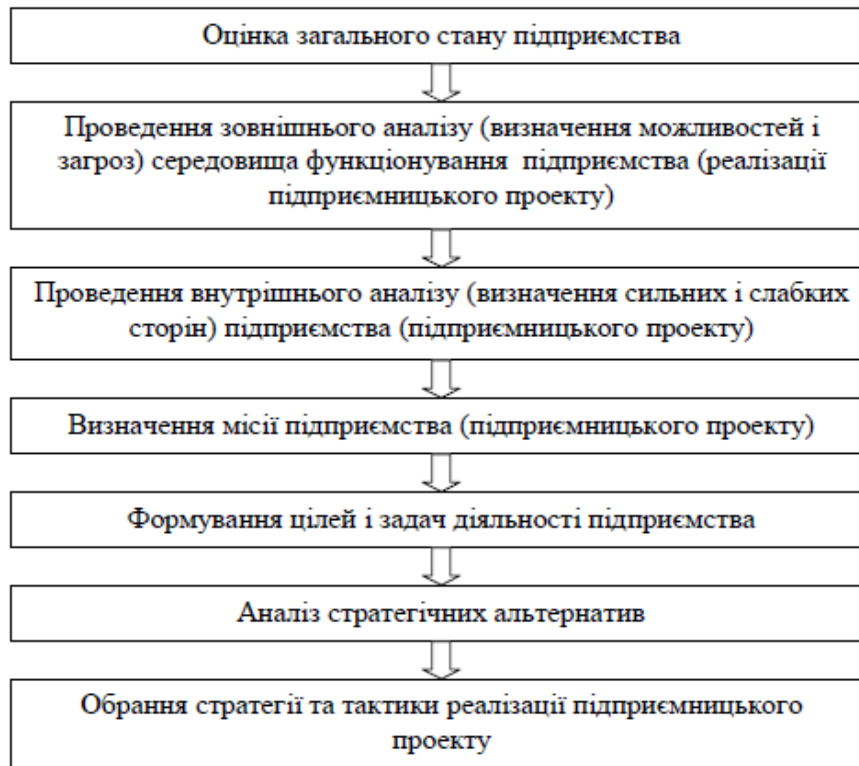 Оцінка загального стану підприємства
Проведення зовнішнього аналізу (визначення можливостей і
загроз) середовища функціонування підприємства (реалізації
підприємницького проекту)
Проведення внутрішнього аналізу (визначення сильних і слабких
сторін) підприємства (підприємницького проекту)
Визначення місії підприємства (підприємницького проекту)
Формування цілей і задач діяльності підприємства
Аналіз стратегічних альтернатив
Обрання стратегії та тактики реалізації підприємницького
проекту